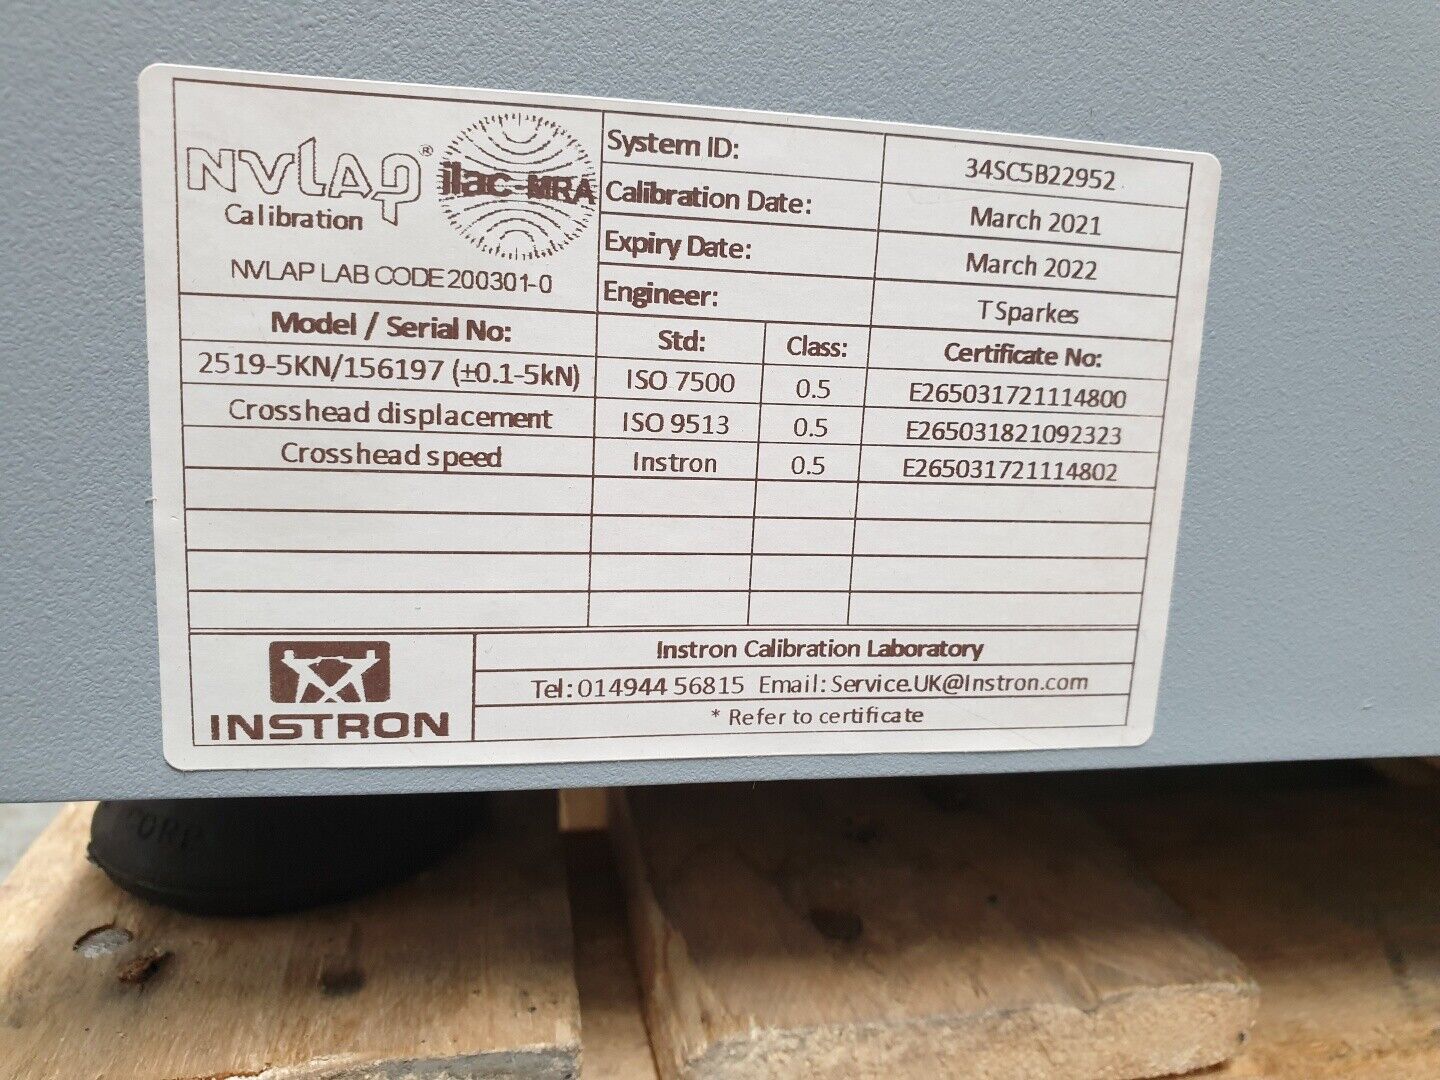 NVLAP®
Calibration
ilac-MRA
NVLAP LAB CODE 200301-0
System ID: 34SC5B22952
Calibration Date: March 2021
Expiry Date: March 2022
Engineer: T Sparkes
Model / Serial No: Std: Class: Certificate No:
2519-5KN/156197 (±0.1-5kN) ISO 7500 0.5 E265031721114800
Crosshead displacement ISO 9513 0.5 E265031821092323
Crosshead speed Instron 0.5 E265031721114802
INSTRON
Instron Calibration Laboratory
Tel: 014944 56815 Email: Service.UK@Instron.com
* Refer to certificate